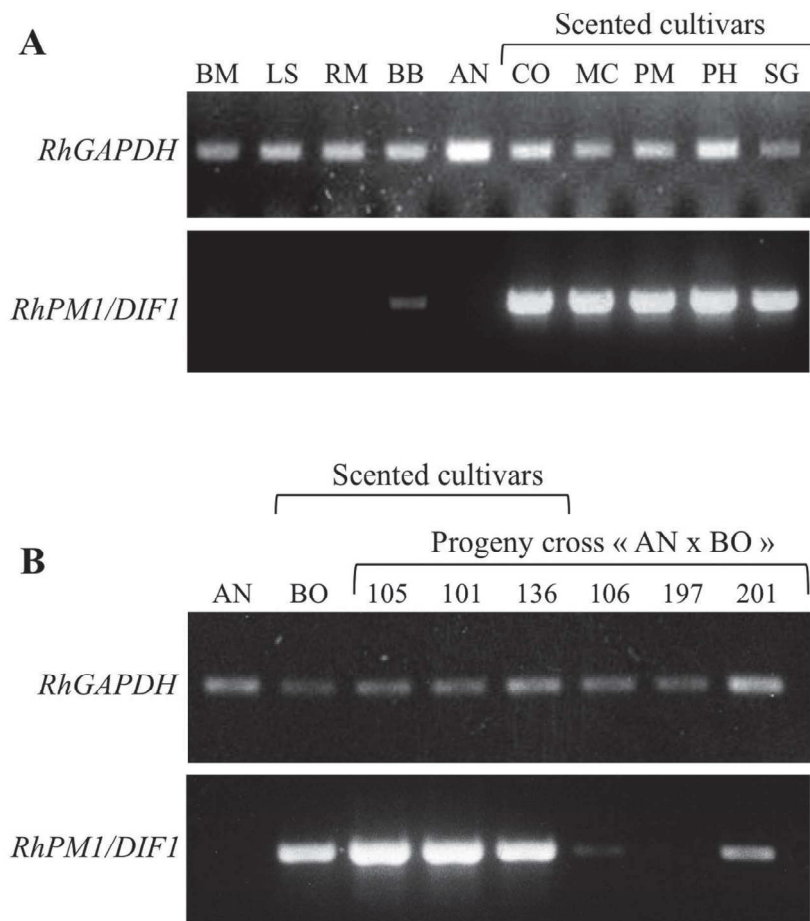 A
Scented cultivars
BM LS RM BB AN CO MC PM PH SG
RhGAPDH
RhPM1/DIF1
Scented cultivars
B
Progeny cross « AN x BO »
AN BO 105 101 136 106 197 201
RhGAPDH
RhPM1/DIF1